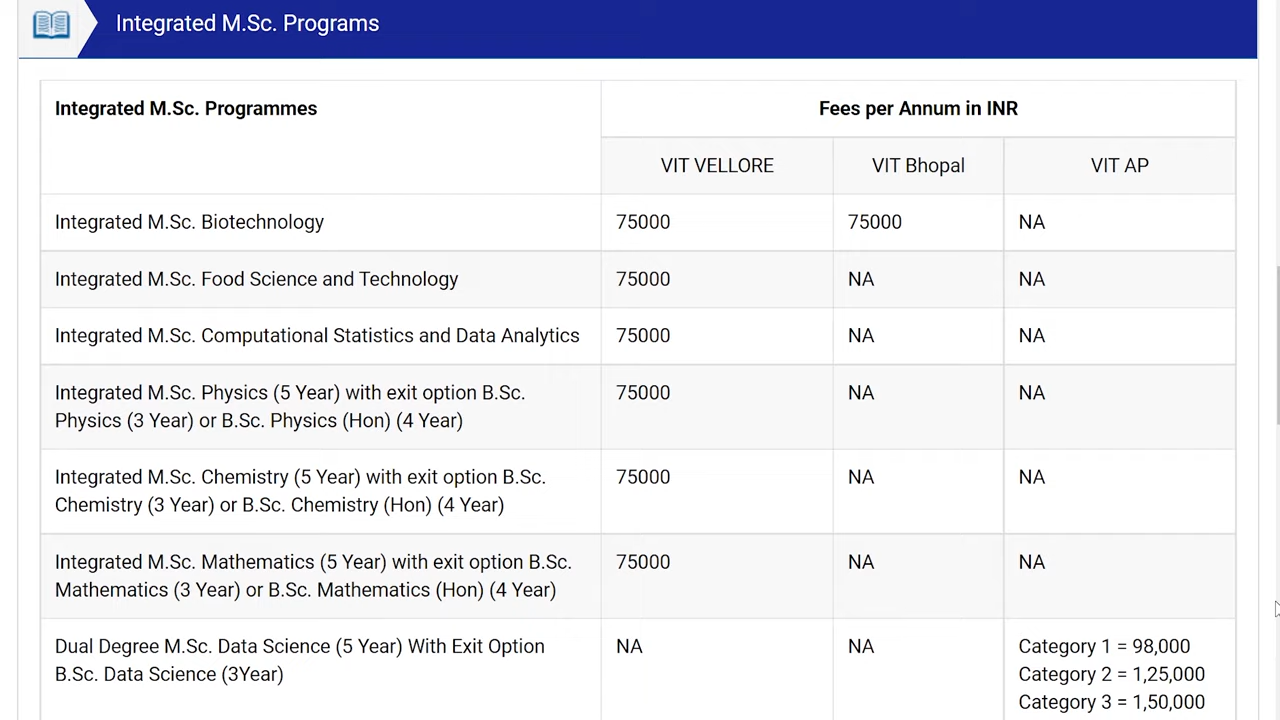 Integrated M.Sc. Programs
Integrated M.Sc. Programmes
Fees per Annum in INR
VIT VELLORE
VIT Bhopal
VIT AP
Integrated M.Sc. Biotechnology
75000
75000
NA
Integrated M.Sc. Food Science and Technology
75000
NA
NA
Integrated M.Sc. Computational Statistics and Data Analytics
75000
NA
NA
Integrated M.Sc. Physics (5 Year) with exit option B.Sc.
Physics (3 Year) or B.Sc. Physics (Hon) (4 Year)
75000
NA
NA
Integrated M.Sc. Chemistry (5 Year) with exit option B.Sc.
Chemistry (3 Year) or B.Sc. Chemistry (Hon) (4 Year)
75000
NA
NA
Integrated M.Sc. Mathematics (5 Year) with exit option B.Sc.
Mathematics (3 Year) or B.Sc. Mathematics (Hon) (4 Year)
75000
NA
NA
Dual Degree M.Sc. Data Science (5 Year) With Exit Option
B.Sc. Data Science (3Year)
NA
NA
Category 1 = 98,000
Category 2 = 1,25,000
Category 3 = 1,50,000